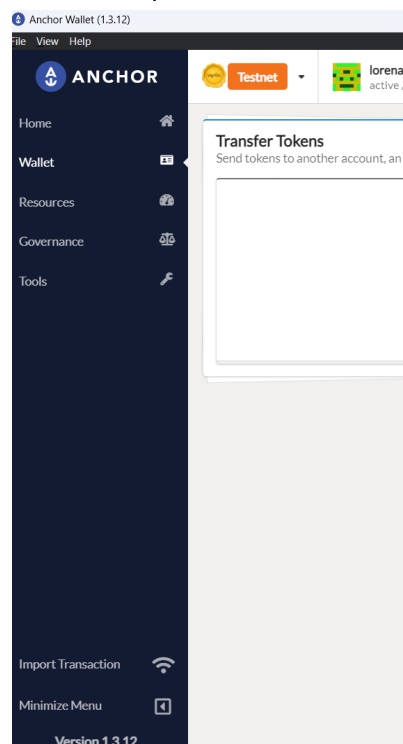 Anchor Wallet (1.3.12)
File View Help
ANCHOR
Testnet
lorena
active /
Home
Wallet
Resources
Governance
Tools
Transfer Tokens
Send tokens to another account, an
Import Transaction
Minimize Menu
Version 1.3.12